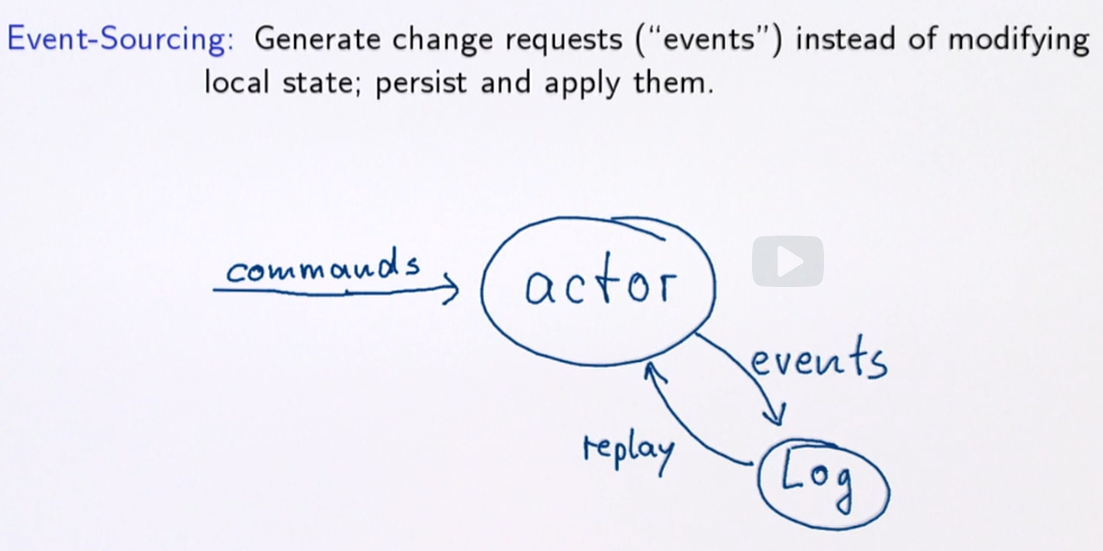 Event-Sourcing: Generate change requests (“events”) instead of modifying
local state; persist and apply them.
commands
actor
events
replay
Log